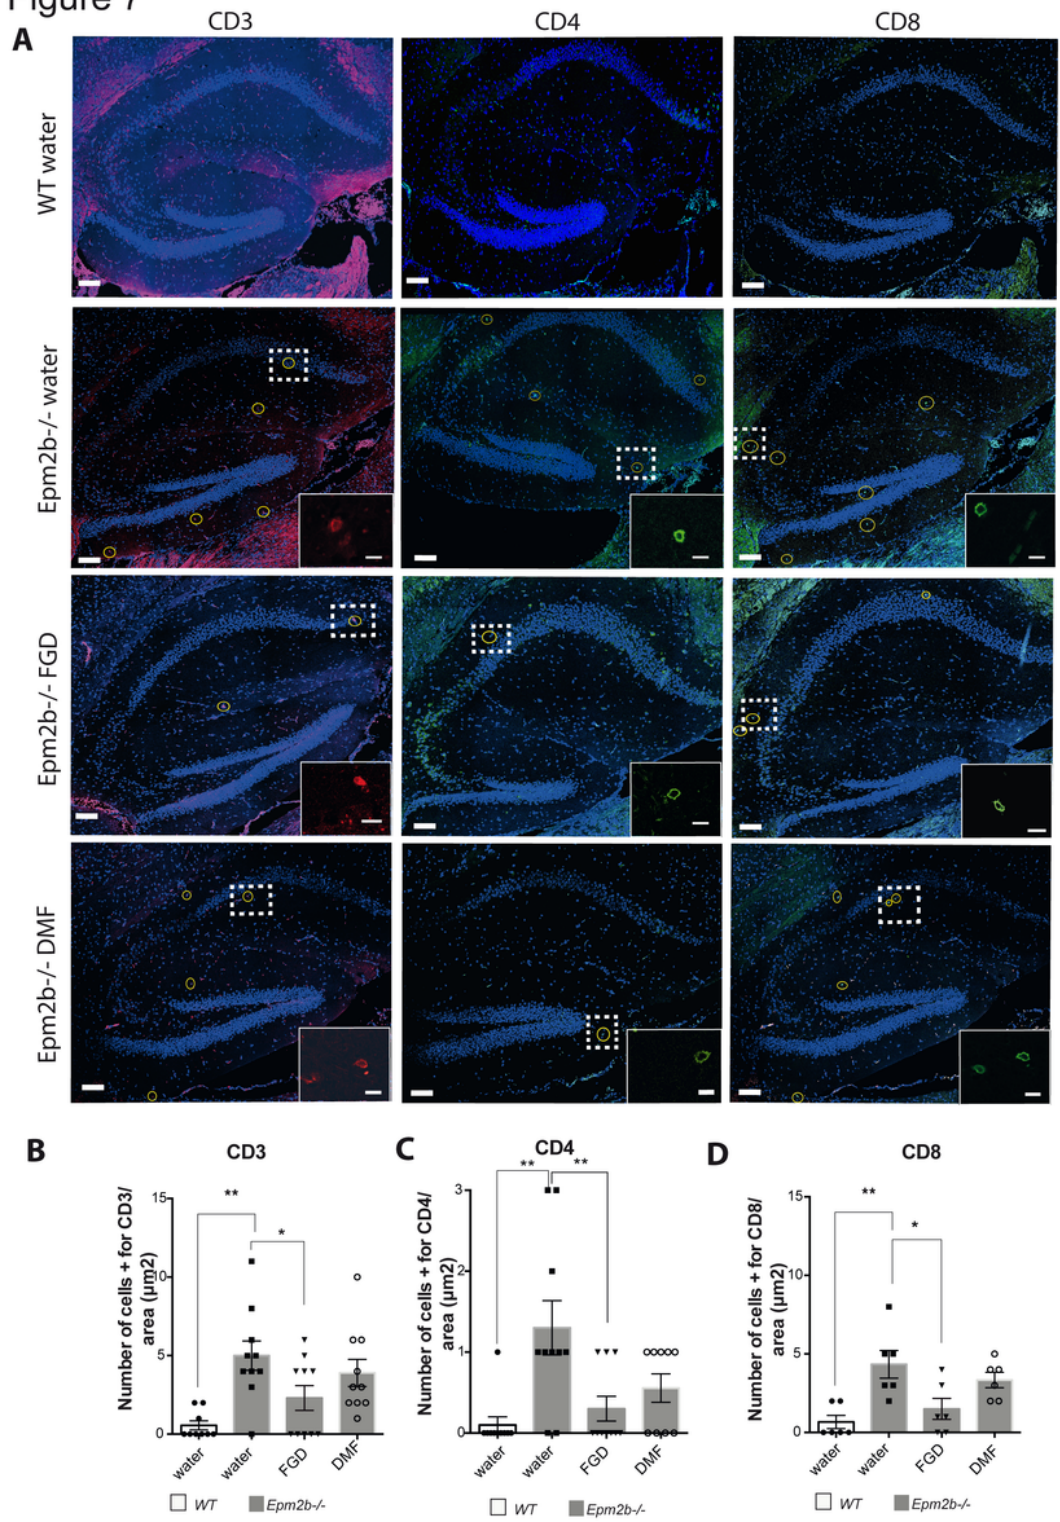 Figure 7
A
CD3
CD4
CD8
WT water
Epm2b-/- water
Epm2b-/- FGD
Epm2b-/- DMF
B
CD3
Number of cells + for CD3/
area (µm2)
15
10
5
0
**
*
water
water
FGD
DMF
WT
Epm2b-/-
C
CD4
Number of cells + for CD4/
area (µm2)
3
2
1
0
**
**
water
water
FGD
DMF
WT
Epm2b-/-
D
CD8
Number of cells + for CD8/
area (µm2)
15
10
5
0
**
*
water
water
FGD
DMF
WT
Epm2b-/-